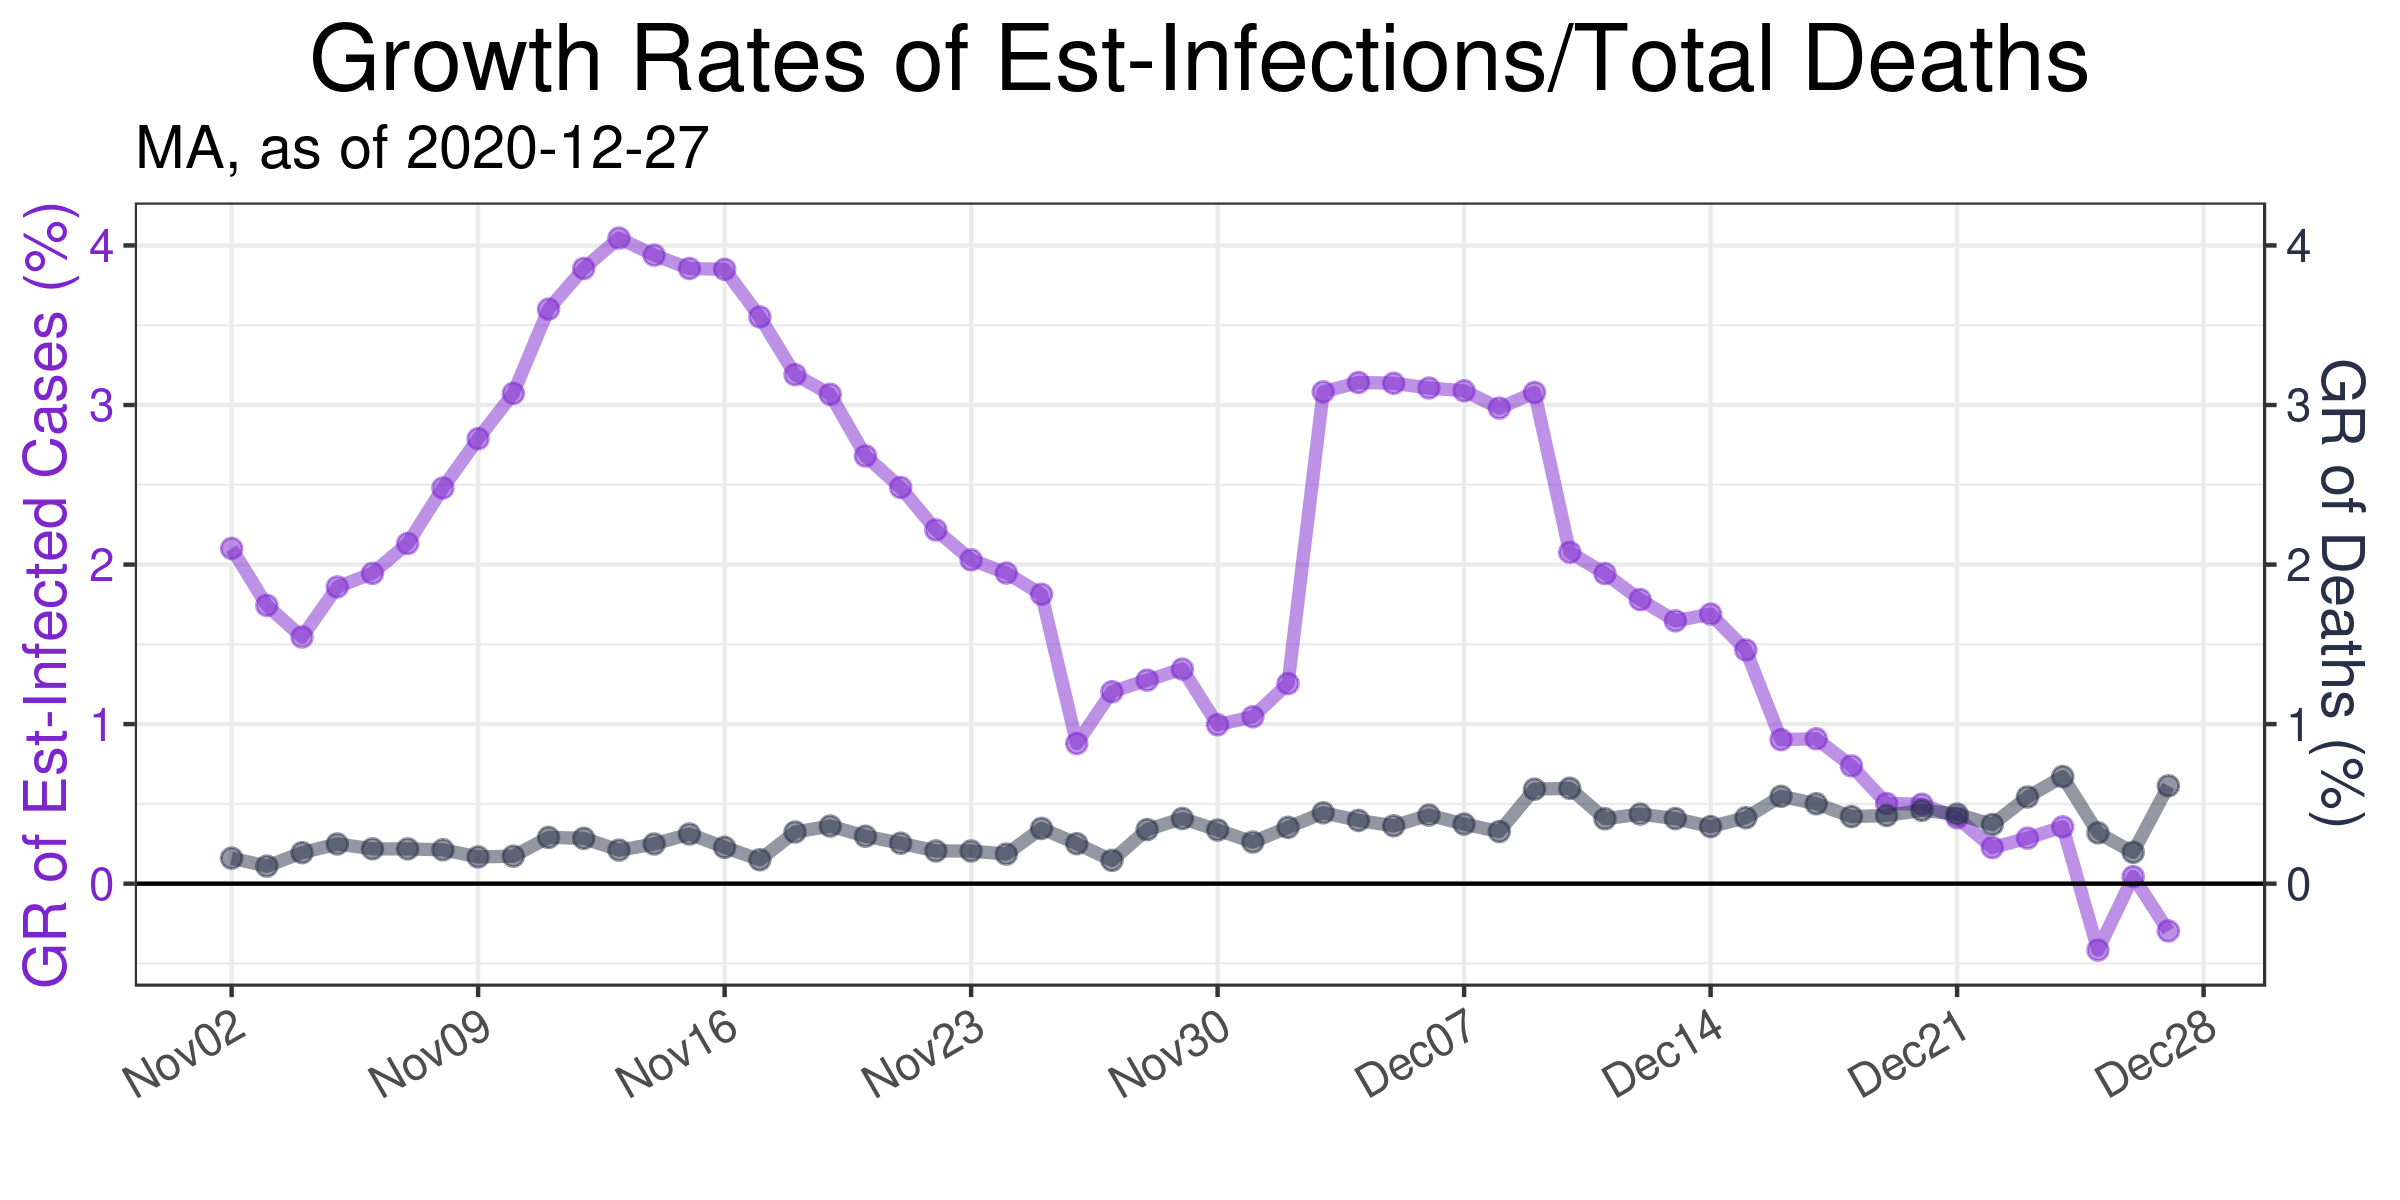 Growth Rates of Est-Infections/Total Deaths
MA, as of 2020-12-27
GR of Est-Infected Cases (%)
4
3
2
1
0
4
3
2
1
0
GR of Deaths (%)
Nov02
Nov09
Nov16
Nov23
Nov30
Dec07
Dec14
Dec21
Dec28